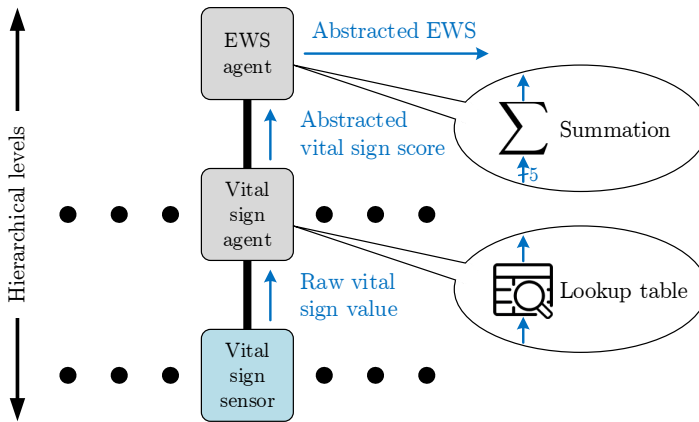 Hierarchical levels
EWS
agent
Abstracted EWS
Abstracted
vital sign score
Σ Summation
5
Vital
sign
agent
Raw vital
sign value
Lookup table
Vital
sign
sensor